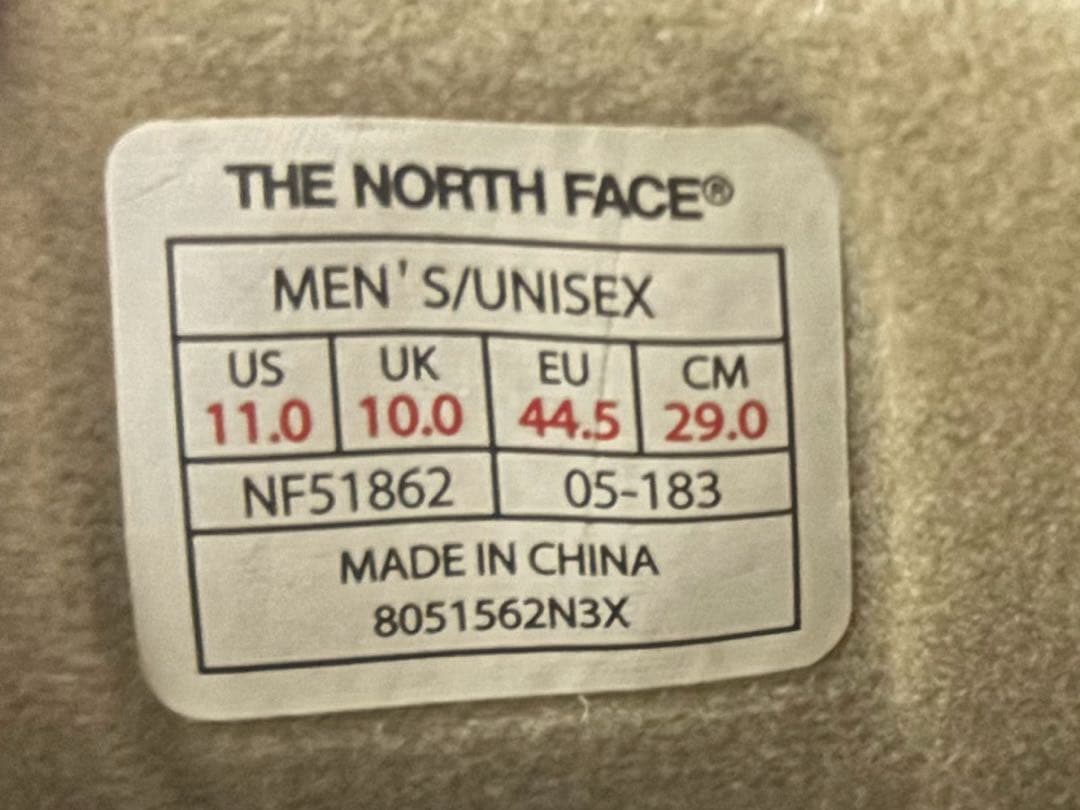 THE NORTH FACE®
MEN'S/UNISEX
US UK EU CM
11.0 10.0 44.5 29.0
NF51862 05-183
MADE IN CHINA
8051562N3X